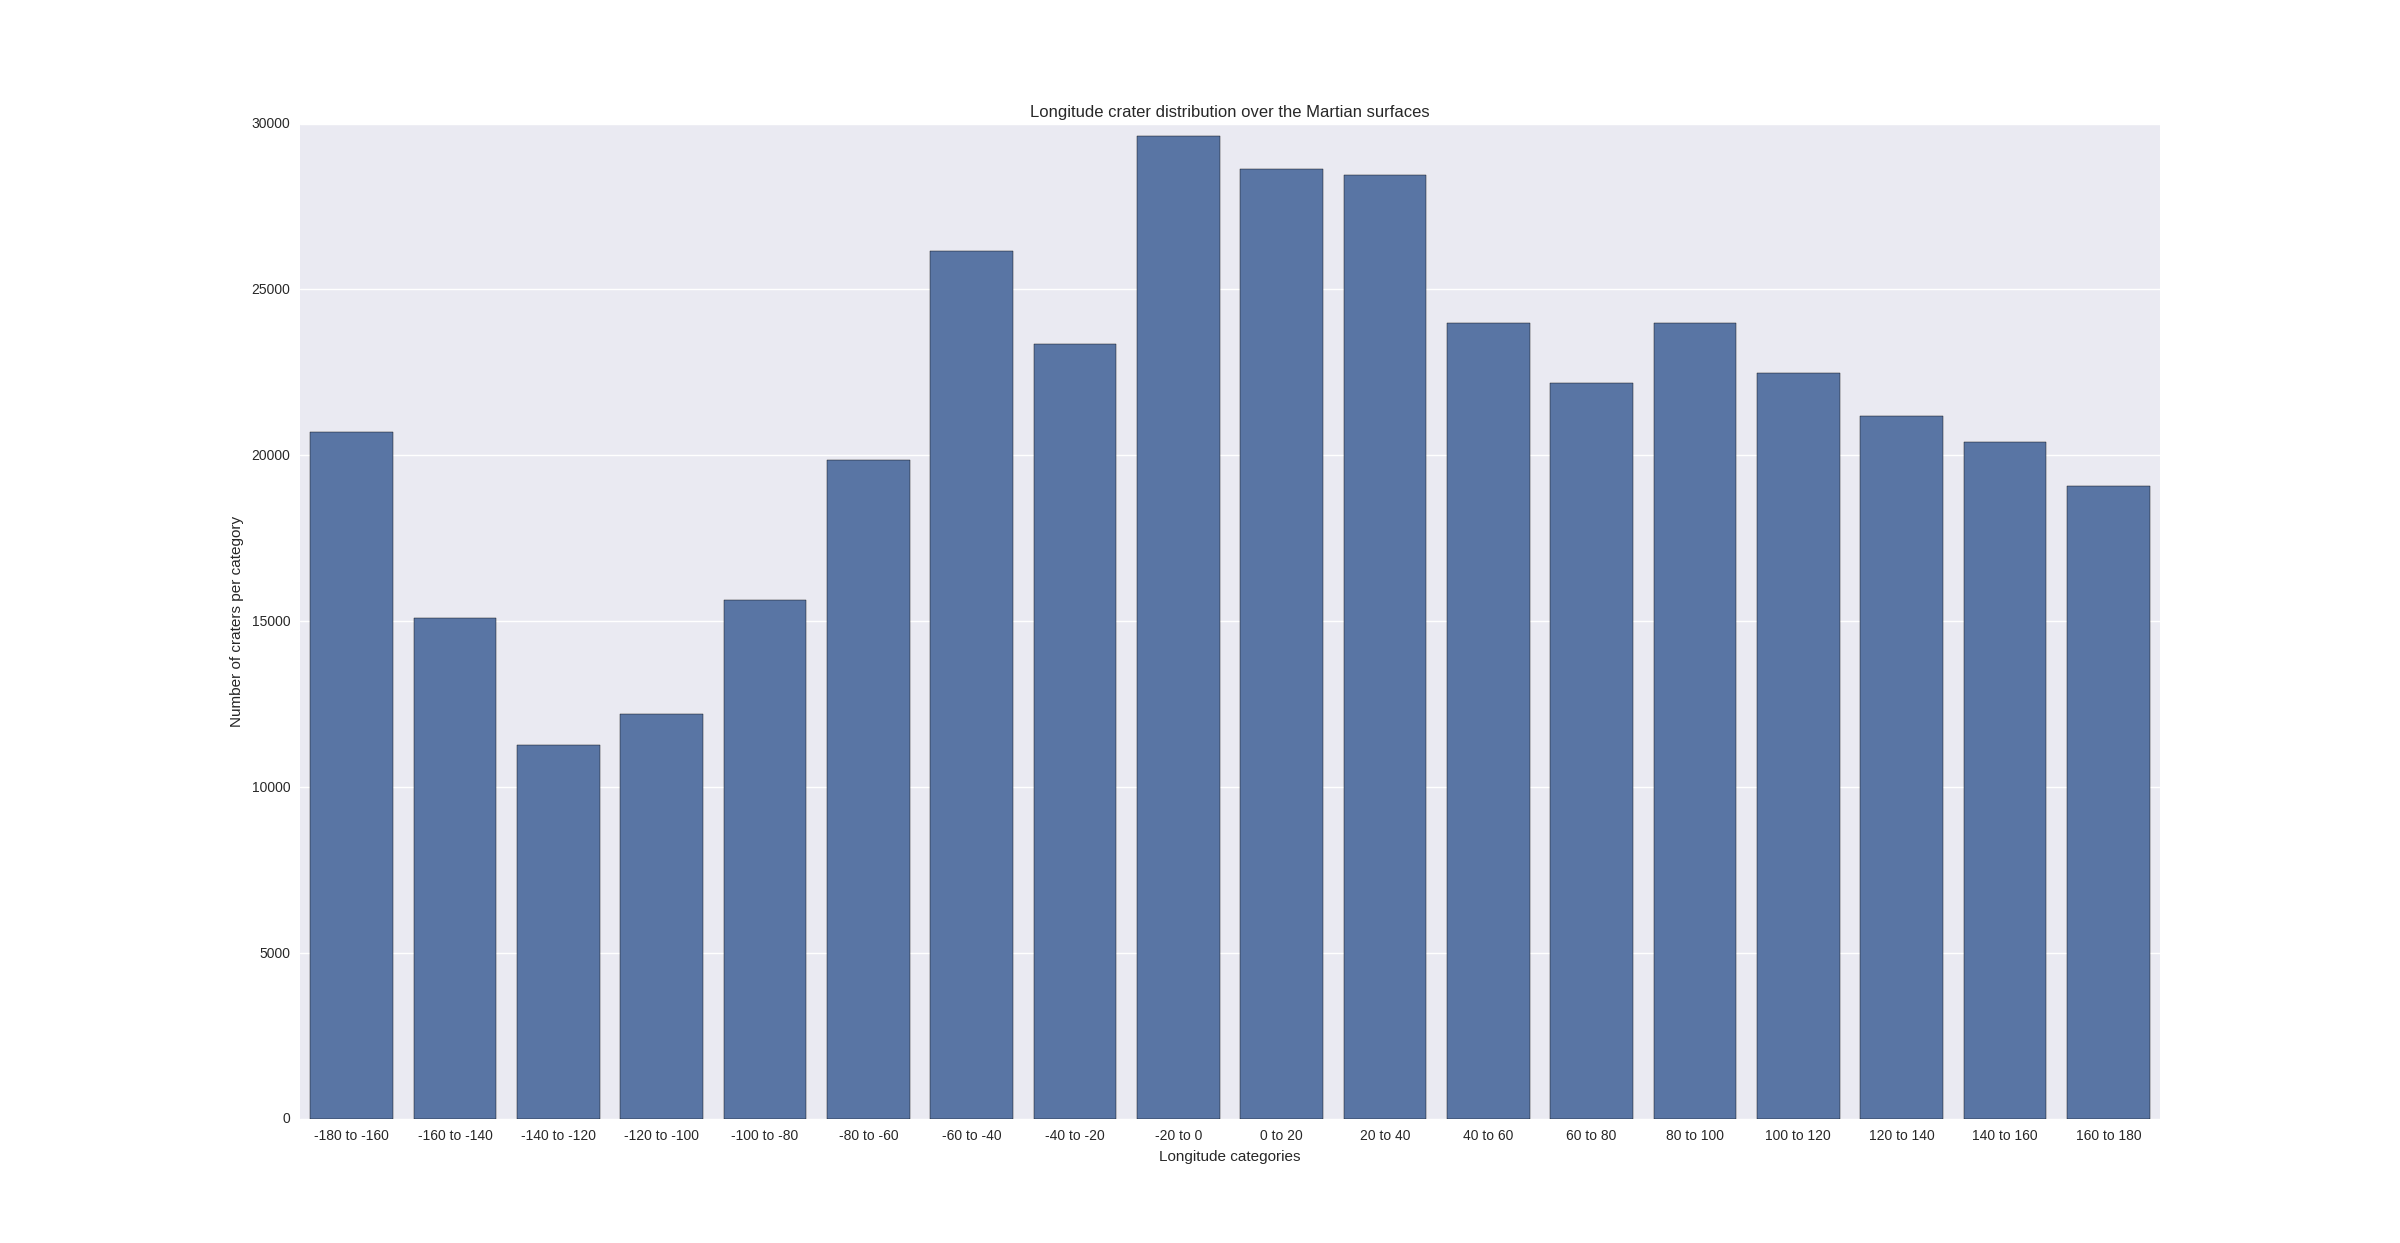 Longitude crater distribution over the Martian surfaces
30000
25000
20000
15000
10000
5000
0
Number of craters per category
-180 to -160 -160 to -140 -140 to -120 -120 to -100 -100 to -80 -80 to -60 -60 to -40 -40 to -20 -20 to 0 0 to 20 20 to 40 40 to 60 60 to 80 80 to 100 100 to 120 120 to 140 140 to 160 160 to 180
Longitude categories